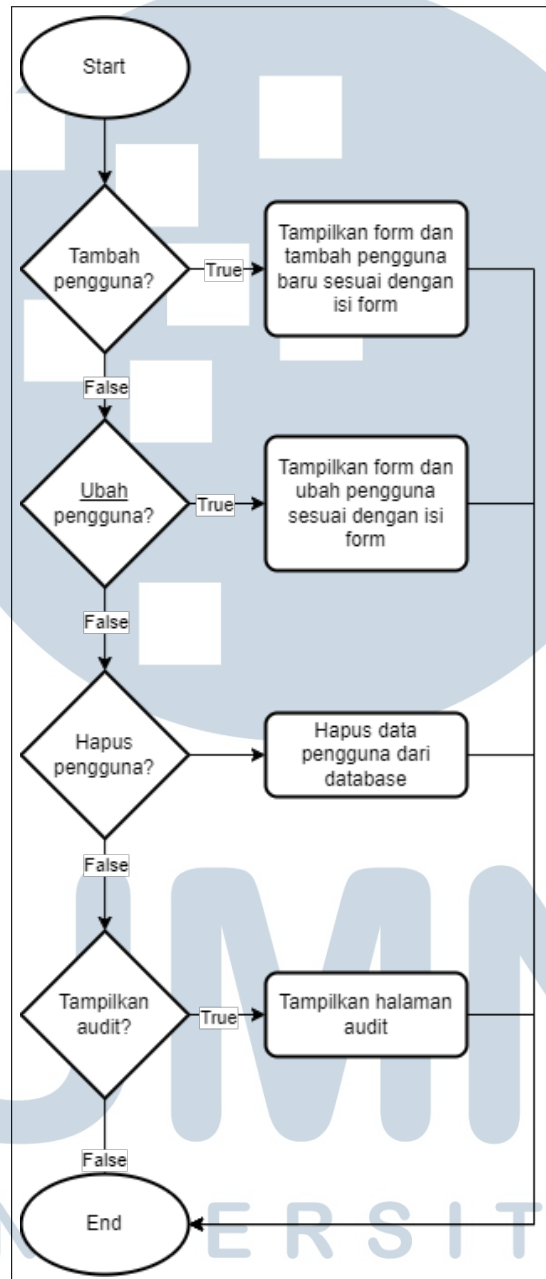 Start
Tambah
pengguna?
True
Tampilkan form dan
tambah pengguna
baru sesuai dengan
isi form
False
Ubah
pengguna?
True
Tampilkan form dan
ubah pengguna
sesuai dengan isi
form
False
Hapus
pengguna?
Hapus data
pengguna dari
database
False
Tampilkan
audit?
True
Tampilkan halaman
audit
False
End
UMN
N ERSIT